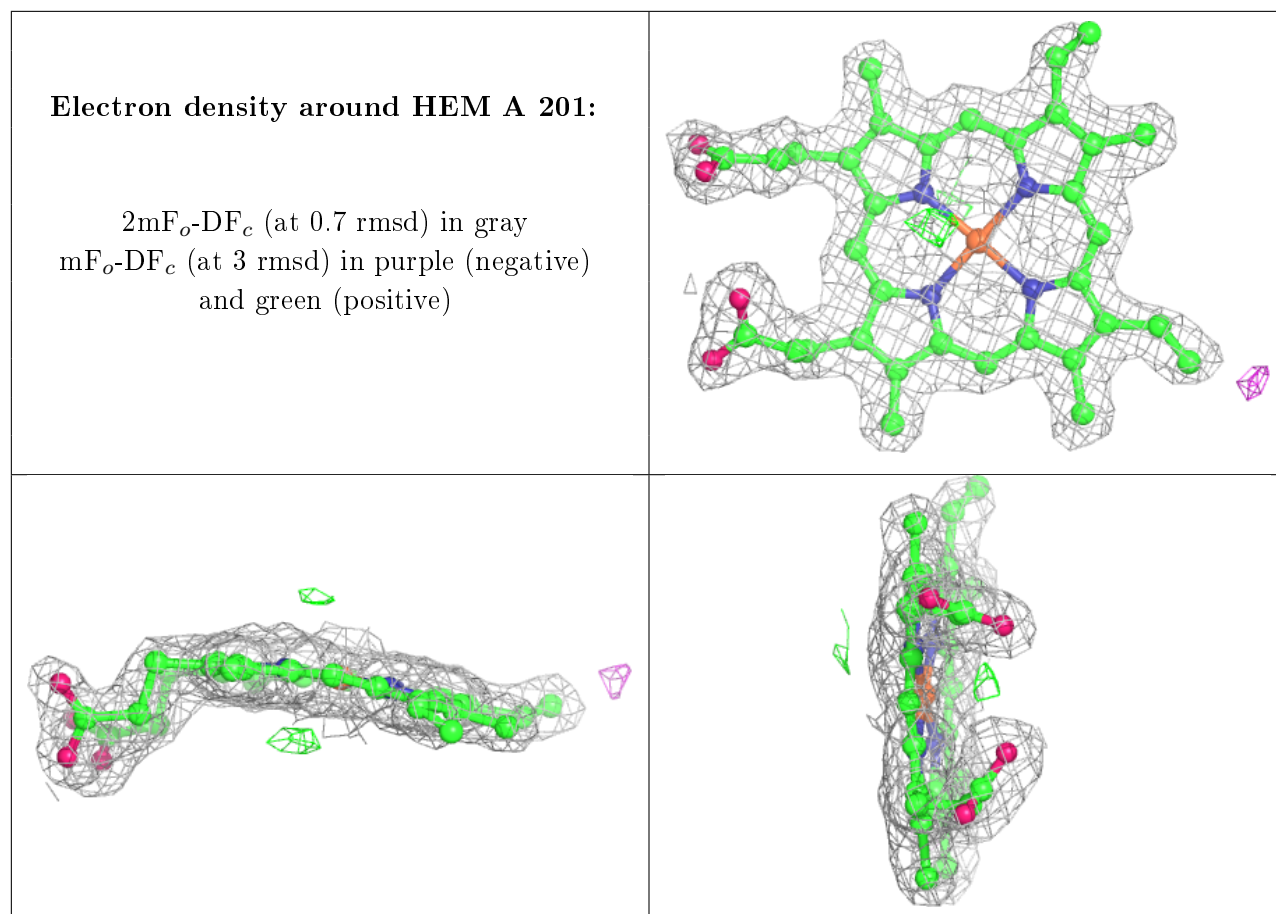 Electron density around HEM A 201:
2mFₒ-DF𝒸 (at 0.7 rmsd) in gray
mFₒ-DF𝒸 (at 3 rmsd) in purple (negative)
and green (positive)